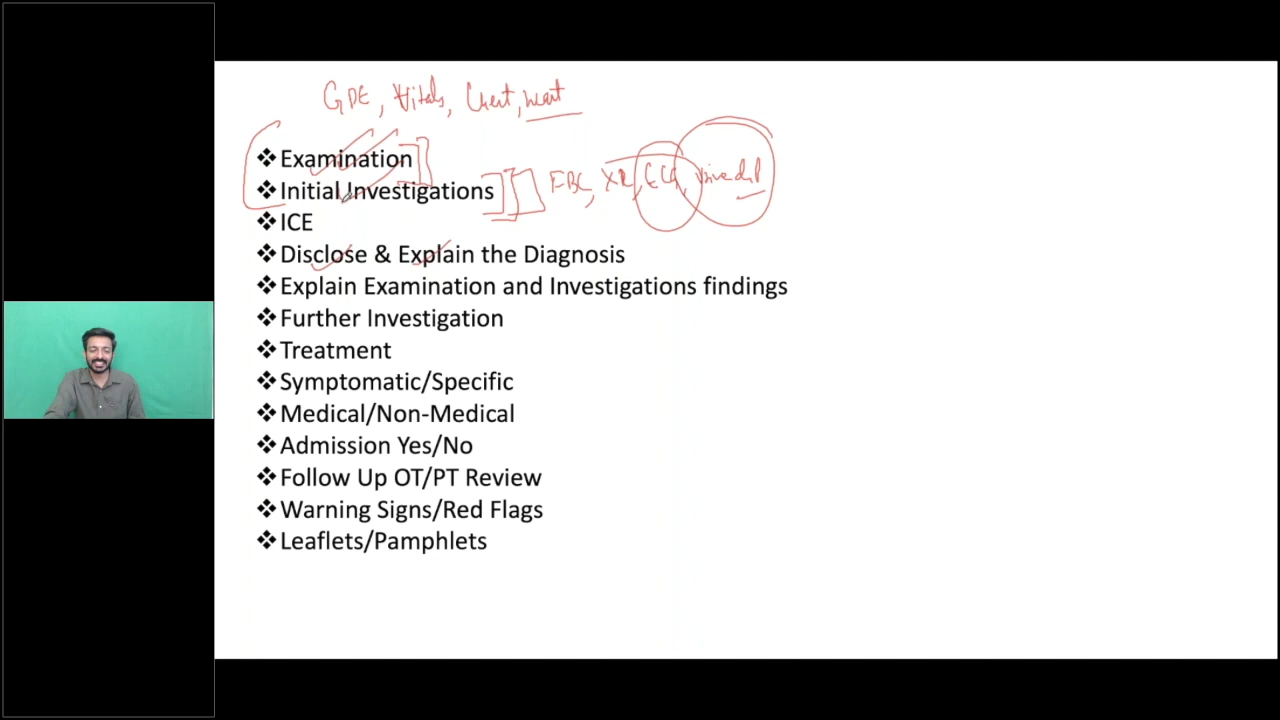 GPE, Vitals, Chest, heart
❖ Examination
❖ Initial Investigations FBC, XR, ECG, urine dip
❖ ICE
❖ Disclose & Explain the Diagnosis
❖ Explain Examination and Investigations findings
❖ Further Investigation
❖ Treatment
❖ Symptomatic/Specific
❖ Medical/Non-Medical
❖ Admission Yes/No
❖ Follow Up OT/PT Review
❖ Warning Signs/Red Flags
❖ Leaflets/Pamphlets